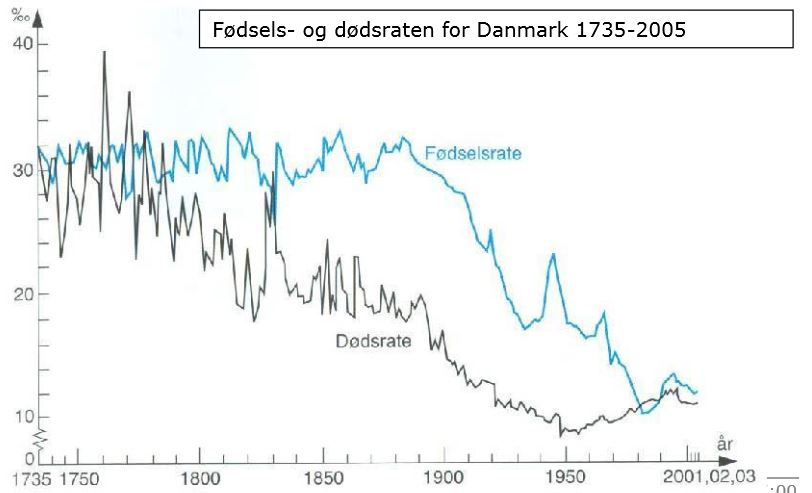 ‰
Fødsels- og dødsraten for Danmark 1735-2005
40
Fødselsrate
30
20
Dødsrate
10
0
år
1735 1750 1800 1850 1900 1950 2001,02,03
:00